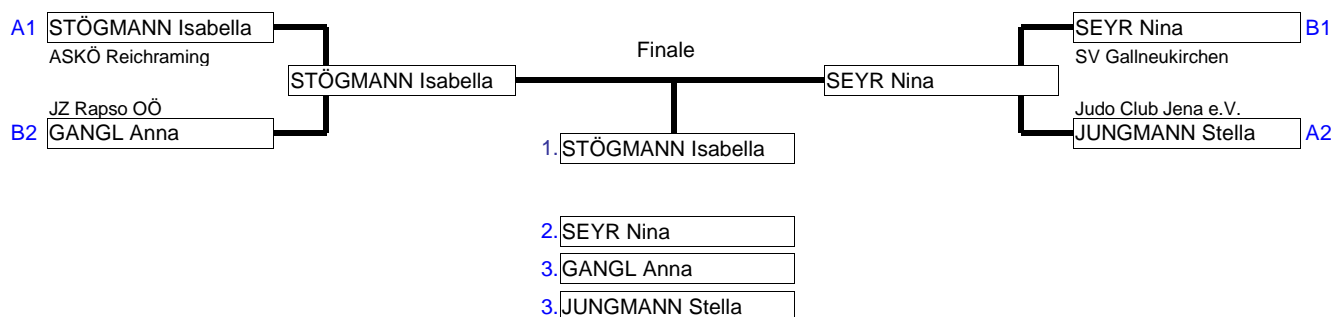 A1 STÖGMANN Isabella
ASKÖ Reichraming
STÖGMANN Isabella
JZ Rapso OÖ
B2 GANGL Anna
Finale
SEYR Nina B1
SV Gallneukirchen
SEYR Nina
Judo Club Jena e.V.
JUNGMANN Stella A2
1. STÖGMANN Isabella
2. SEYR Nina
3. GANGL Anna
3. JUNGMANN Stella